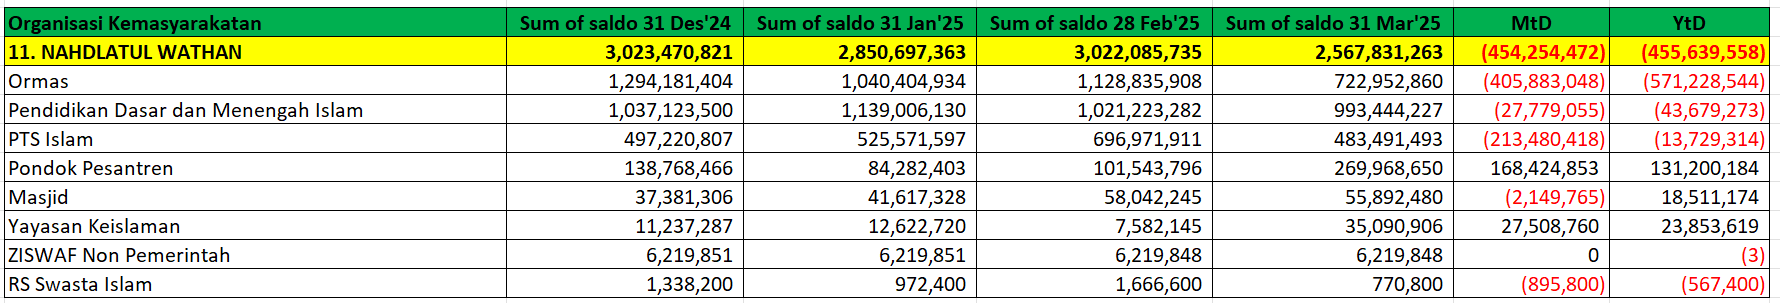 Organisasi Kemasyarakatan Sum of saldo 31 Des'24 Sum of saldo 31 Jan'25 Sum of saldo 28 Feb'25 Sum of saldo 31 Mar'25 MtD YtD
11. NAHDLATUL WATHAN 3,023,470,821 2,850,697,363 3,022,085,735 2,567,831,263 (454,254,472) (455,639,558)
Ormas 1,294,181,404 1,040,404,934 1,128,835,908 722,952,860 (405,883,048) (571,228,544)
Pendidikan Dasar dan Menengah Islam 1,037,123,500 1,139,006,130 1,021,223,282 993,444,227 (27,779,055) (43,679,273)
PTS Islam 497,220,807 525,571,597 696,971,911 483,491,493 (213,480,418) (13,729,314)
Pondok Pesantren 138,768,466 84,282,403 101,543,796 269,968,650 168,424,853 131,200,184
Masjid 37,381,306 41,617,328 58,042,245 55,892,480 (2,149,765) 18,511,174
Yayasan Keislaman 11,237,287 12,622,720 7,582,145 35,090,906 27,508,760 23,853,619
ZISWAF Non Pemerintah 6,219,851 6,219,851 6,219,848 6,219,848 0 (3)
RS Swasta Islam 1,338,200 972,400 1,666,600 770,800 (895,800) (567,400)